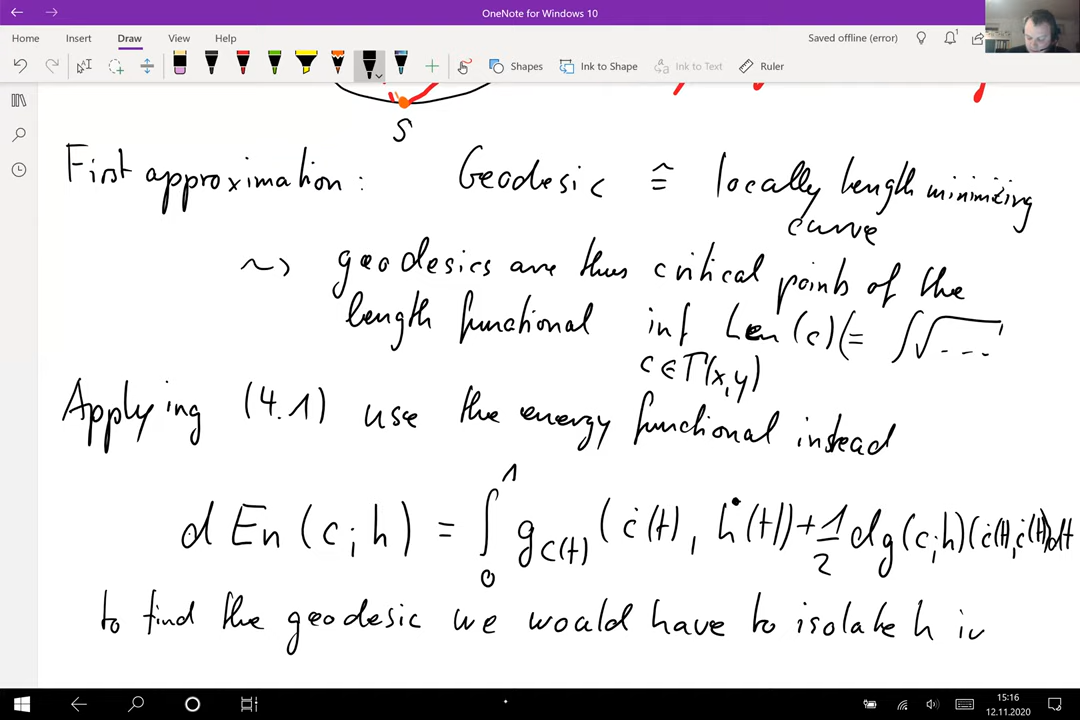 OneNote for Windows 10
Home Insert Draw View Help
Saved offline (error)
Shapes Ink to Shape Ink to Text Ruler
S
First approximation: Geodesic ≙ locally length minimizing
curve
⇝ geodesics are thus critical points of the
length functional inf Len(c) (= ∫√....
c∈Γ(x,y)
Applying (4.1) use the energy functional instead
d En (c;h) = ∫₀¹ g_c(t) (ċ(t), ḣ(t)) + 1/2 dg(c;h)(ċ(t),ċ(t))dt
to find the geodesic we would have to isolate h in
15:16
12.11.2020